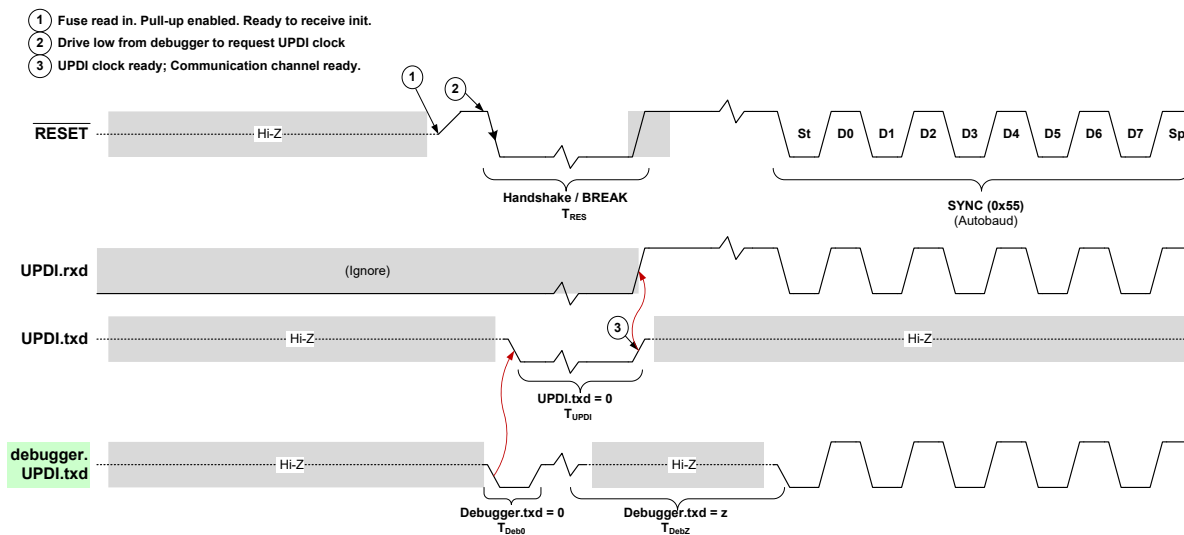 1 Fuse read in. Pull-up enabled. Ready to receive init.
2 Drive low from debugger to request UPDI clock
3 UPDI clock ready; Communication channel ready.
1
2
RESET
Hi-Z
St D0 D1 D2 D3 D4 D5 D6 D7 Sp
Handshake / BREAK
TRES
SYNC (0x55)
(Autobaud)
UPDI.rxd
(Ignore)
3
UPDI.txd
Hi-Z
Hi-Z
UPDI.txd = 0
TUPDI
debugger.
UPDI.txd
Hi-Z
Hi-Z
Debugger.txd = 0
TDeb0
Debugger.txd = z
TDebZ